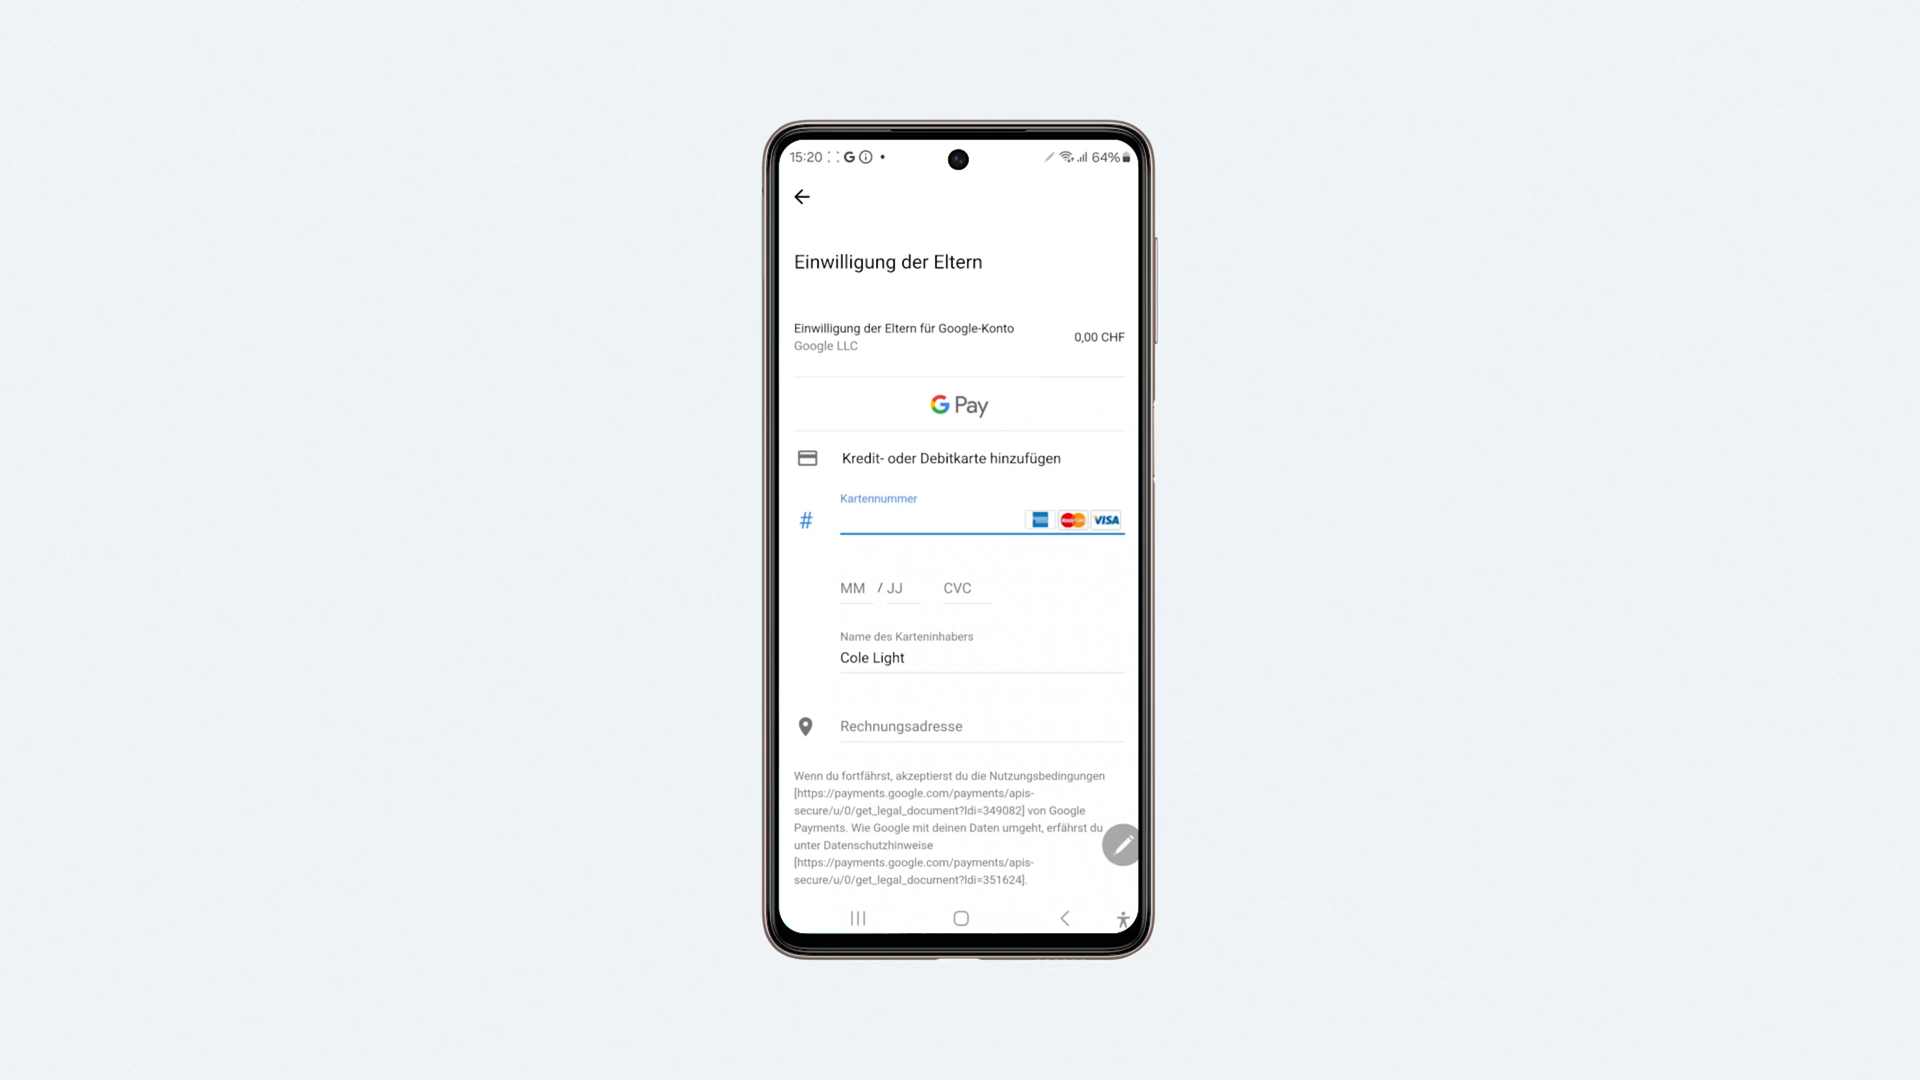 15:20 G 64%
Einwilligung der Eltern
Einwilligung der Eltern für Google-Konto
0,00 CHF
Google LLC
G Pay
Kredit- oder Debitkarte hinzufügen
Kartennummer
# VISA
MM / JJ CVC
Name des Karteninhabers
Cole Light
Rechnungsadresse
Wenn du fortfährst, akzeptierst du die Nutzungsbedingungen
[https://payments.google.com/payments/apis-
secure/u/0/get_legal_document?ldi=349082] von Google
Payments. Wie Google mit deinen Daten umgeht, erfährst du
unter Datenschutzhinweise
[https://payments.google.com/payments/apis-
secure/u/0/get_legal_document?ldi=351624].